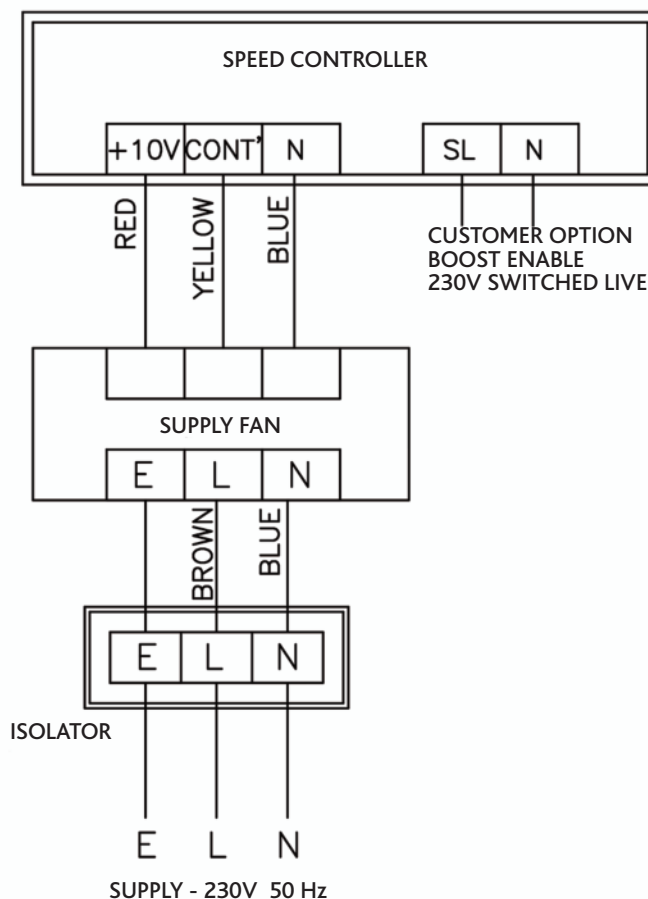 SPEED CONTROLLER
+10V CONT' N SL N
RED
YELLOW
BLUE
CUSTOMER OPTION
BOOST ENABLE
230V SWITCHED LIVE
SUPPLY FAN
E L N
BROWN
BLUE
E L N
ISOLATOR
E L N
SUPPLY - 230V 50 Hz